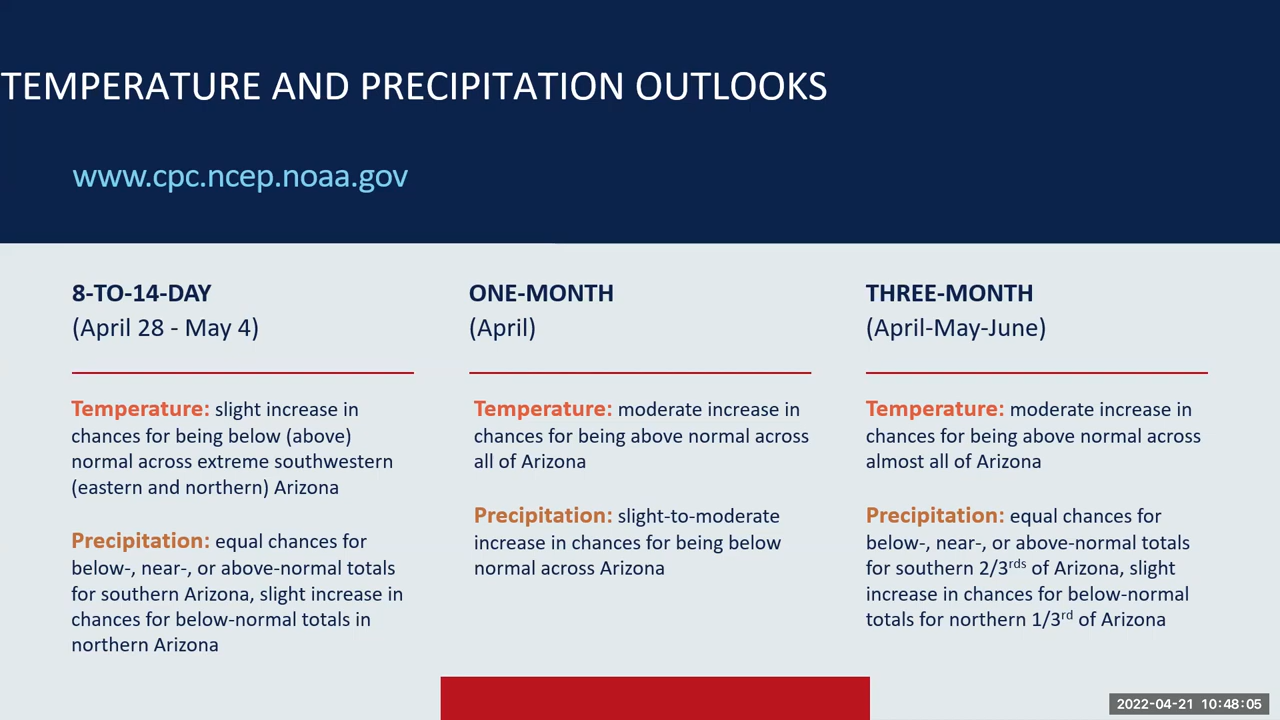 TEMPERATURE AND PRECIPITATION OUTLOOKS
www.cpc.ncep.noaa.gov
8-TO-14-DAY
(April 28 - May 4)
Temperature: slight increase in
chances for being below (above)
normal across extreme southwestern
(eastern and northern) Arizona
Precipitation: equal chances for
below-, near-, or above-normal totals
for southern Arizona, slight increase in
chances for below-normal totals in
northern Arizona
ONE-MONTH
(April)
Temperature: moderate increase in
chances for being above normal across
all of Arizona
Precipitation: slight-to-moderate
increase in chances for being below
normal across Arizona
THREE-MONTH
(April-May-June)
Temperature: moderate increase in
chances for being above normal across
almost all of Arizona
Precipitation: equal chances for
below-, near-, or above-normal totals
for southern 2/3rds of Arizona, slight
increase in chances for below-normal
totals for northern 1/3rd of Arizona
2022-04-21 10:48:05